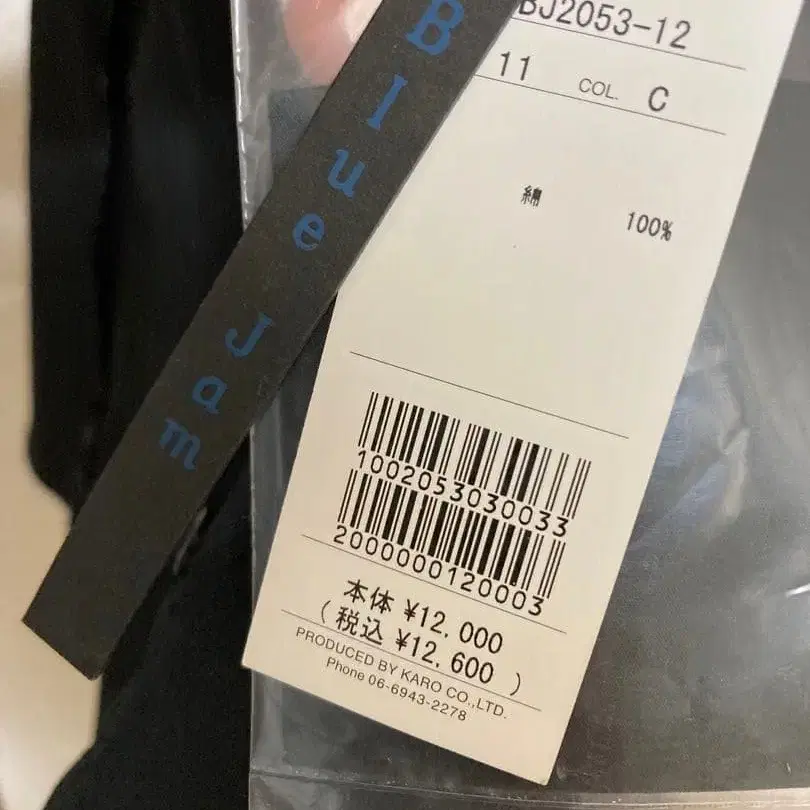 Blue Jam
BJ2053-12
11 COL. C
綿 100%
1002053030033
2000000120003
本体 ¥12,000
(税込 ¥12,600)
PRODUCED BY KARO CO.,LTD.
Phone 06-6943-2278